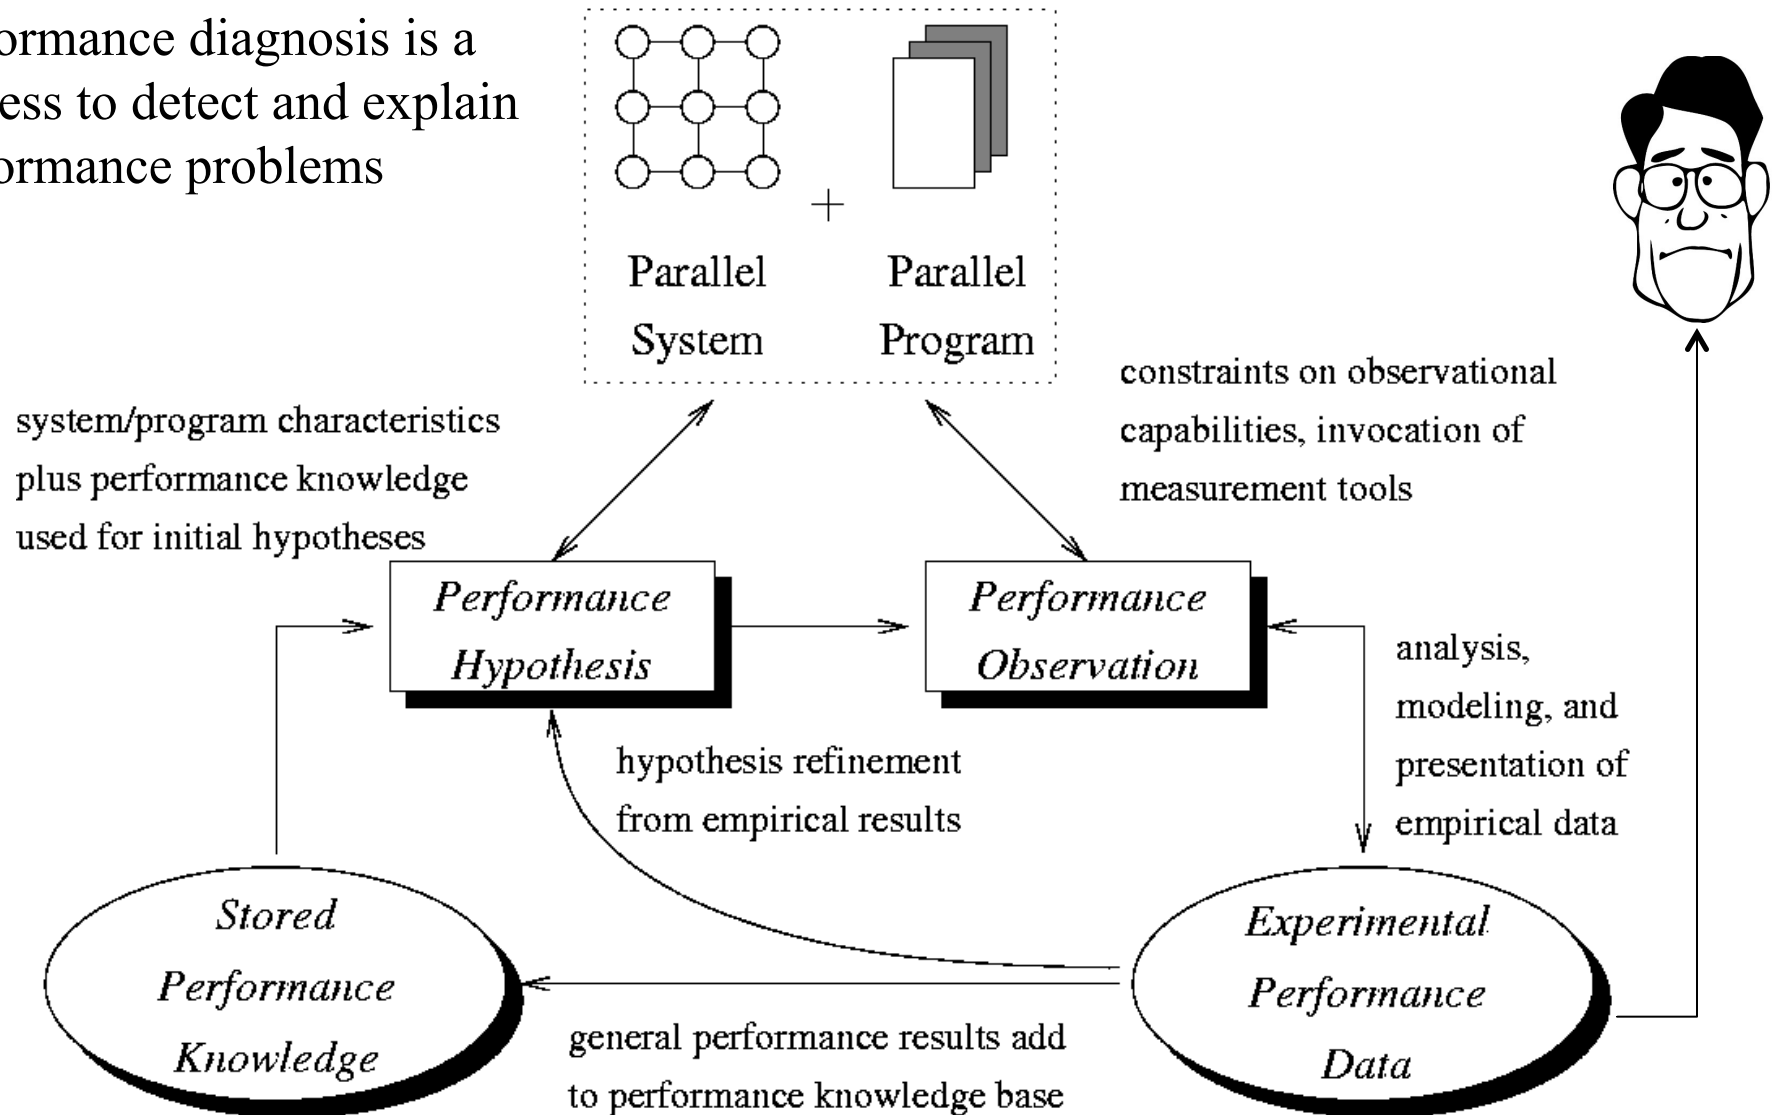 ormance diagnosis is a
ess to detect and explain
ormance problems
+
Parallel
System
Parallel
Program
system/program characteristics
plus performance knowledge
used for initial hypotheses
constraints on observational
capabilities, invocation of
measurement tools
Performance
Hypothesis
Performance
Observation
analysis,
modeling, and
presentation of
empirical data
hypothesis refinement
from empirical results
Stored
Performance
Knowledge
Experimental
Performance
Data
general performance results add
to performance knowledge base